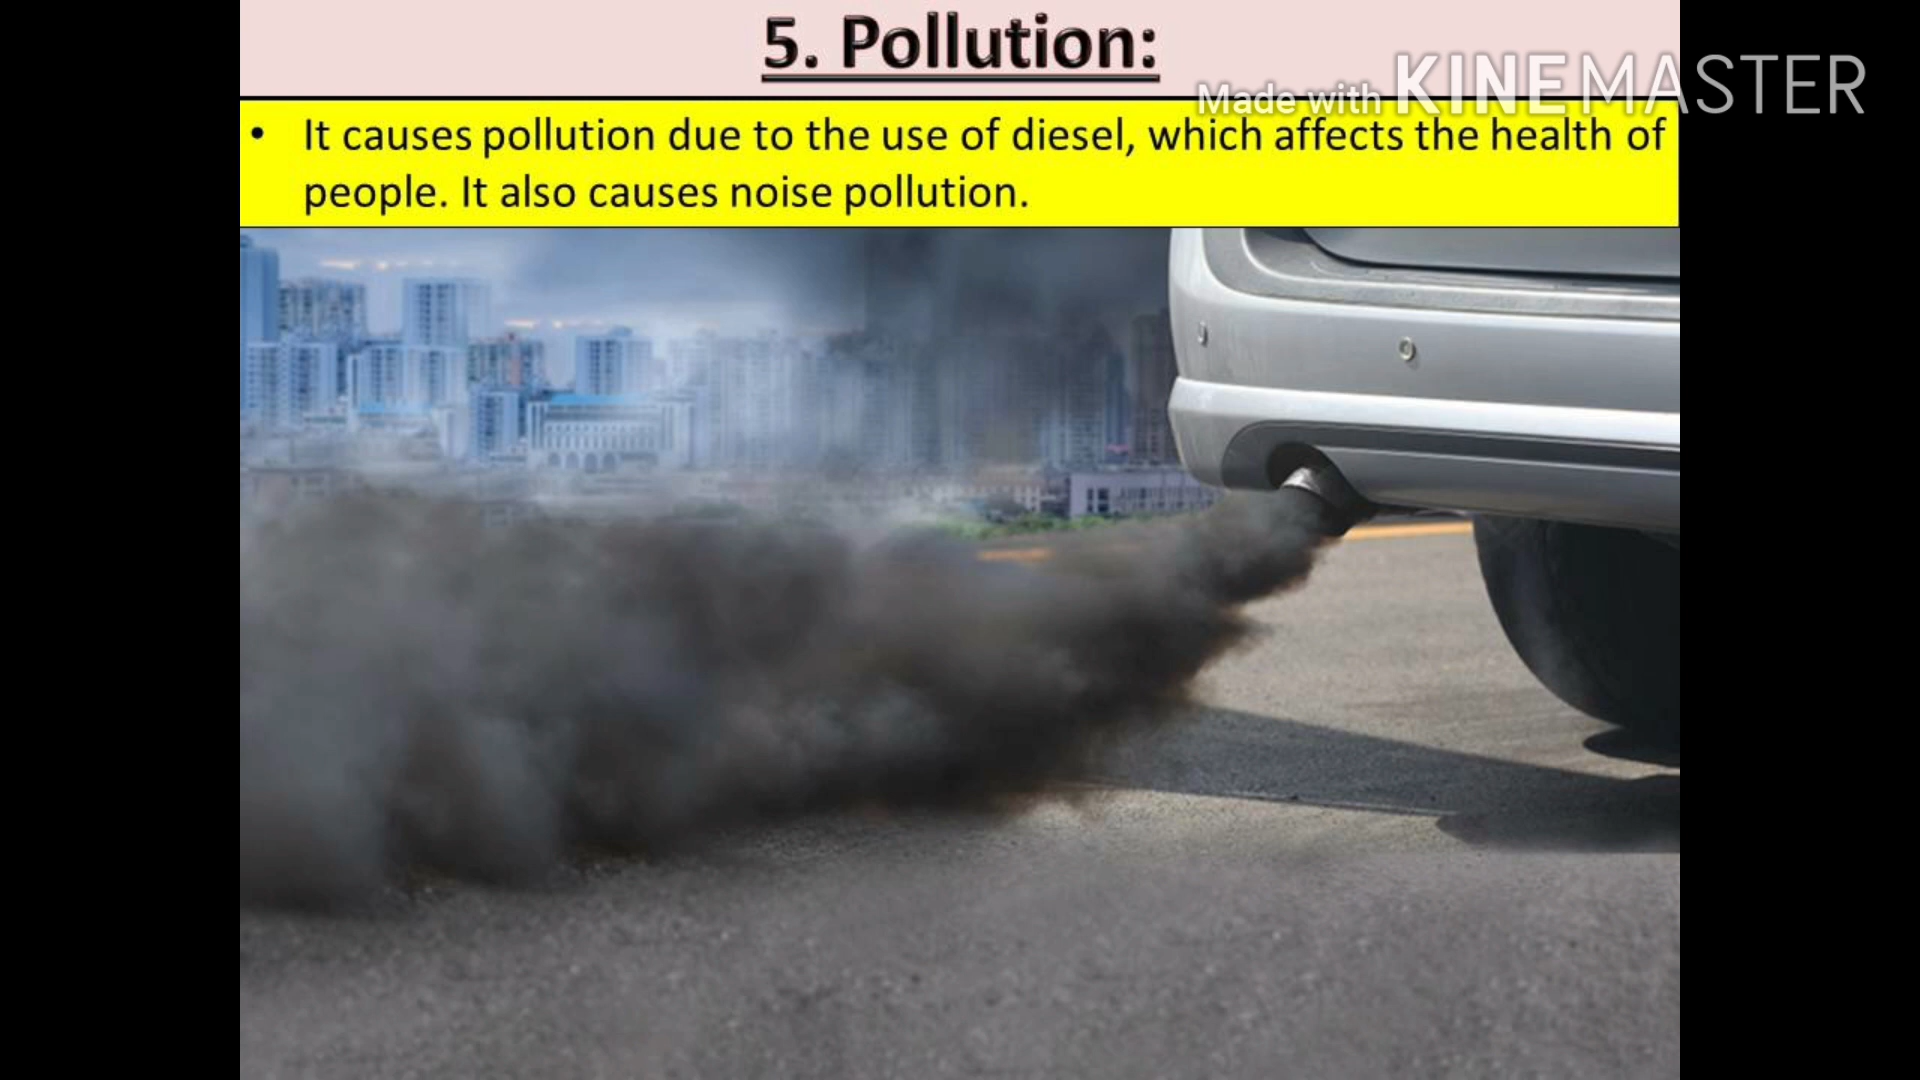 5. Pollution:
Made with KINEMASTER
• It causes pollution due to the use of diesel, which affects the health of
people. It also causes noise pollution.